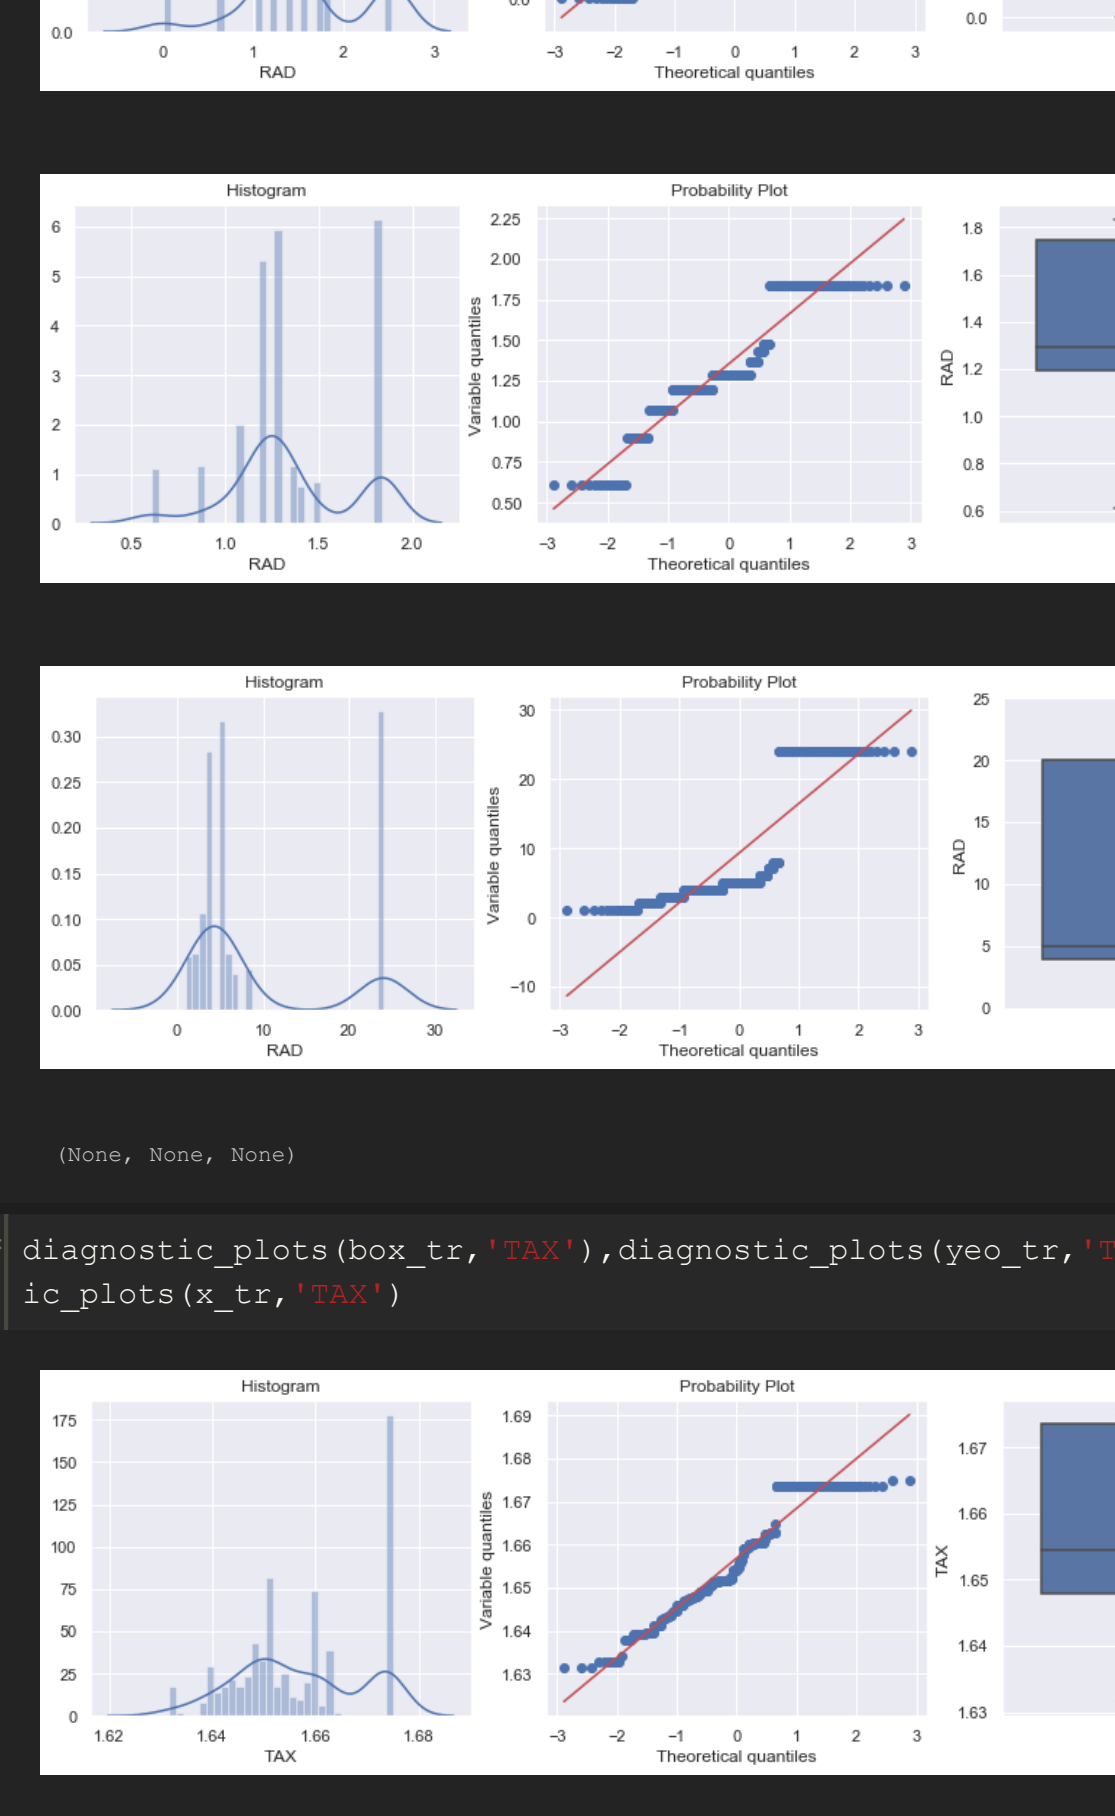 0.0
0 1 2 3
RAD
0.0
−3 −2 −1 0 1 2 3
Theoretical quantiles
0.0
Histogram
6
5
4
3
2
1
0
0.5 1.0 1.5 2.0
RAD
Probability Plot
Variable quantiles
2.25
2.00
1.75
1.50
1.25
1.00
0.75
0.50
−3 −2 −1 0 1 2 3
Theoretical quantiles
RAD
1.8
1.6
1.4
1.2
1.0
0.8
0.6
Histogram
0.30
0.25
0.20
0.15
0.10
0.05
0.00
0 10 20 30
RAD
Probability Plot
Variable quantiles
30
20
10
0
−10
−3 −2 −1 0 1 2 3
Theoretical quantiles
RAD
25
20
15
10
5
0
(None, None, None)
diagnostic_plots(box_tr,'TAX'),diagnostic_plots(yeo_tr,'T
ic_plots(x_tr,'TAX')
Histogram
175
150
125
100
75
50
25
0
1.62 1.64 1.66 1.68
TAX
Probability Plot
Variable quantiles
1.69
1.68
1.67
1.66
1.65
1.64
1.63
−3 −2 −1 0 1 2 3
Theoretical quantiles
TAX
1.67
1.66
1.65
1.64
1.63